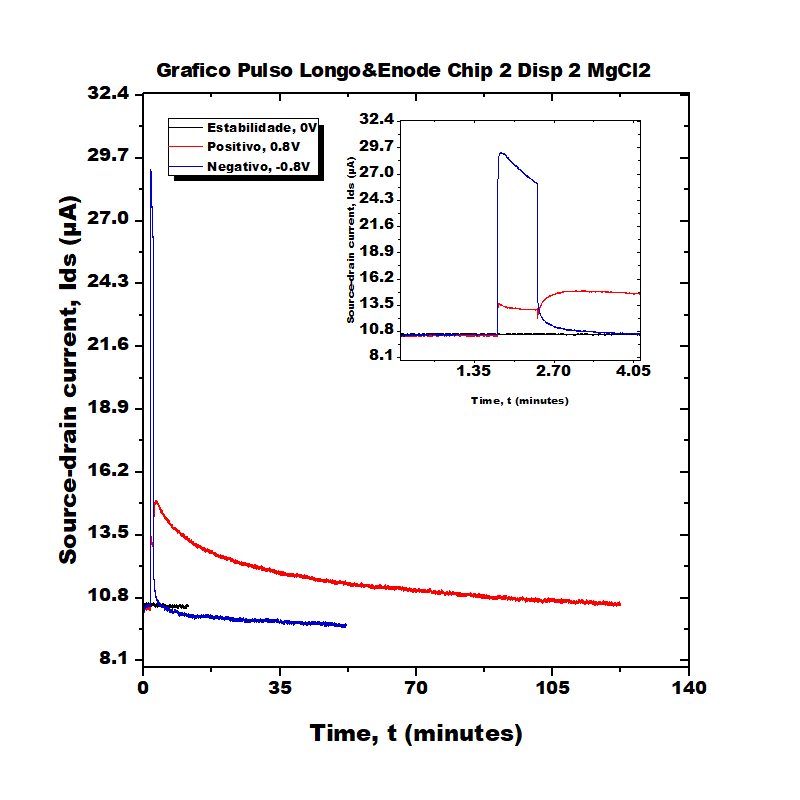 Grafico Pulso Longo&Enode Chip 2 Disp 2 MgCl2
Estabilidade, 0V
Positivo, 0.8V
Negativo, -0.8V
Source-drain current, Ids (µA)
32.4
29.7
27.0
24.3
21.6
18.9
16.2
13.5
10.8
8.1
0 35 70 105 140
Time, t (minutes)
Source-drain current, Ids (µA)
32.4
29.7
27.0
24.3
21.6
18.9
16.2
13.5
10.8
8.1
1.35 2.70 4.05
Time, t (minutes)